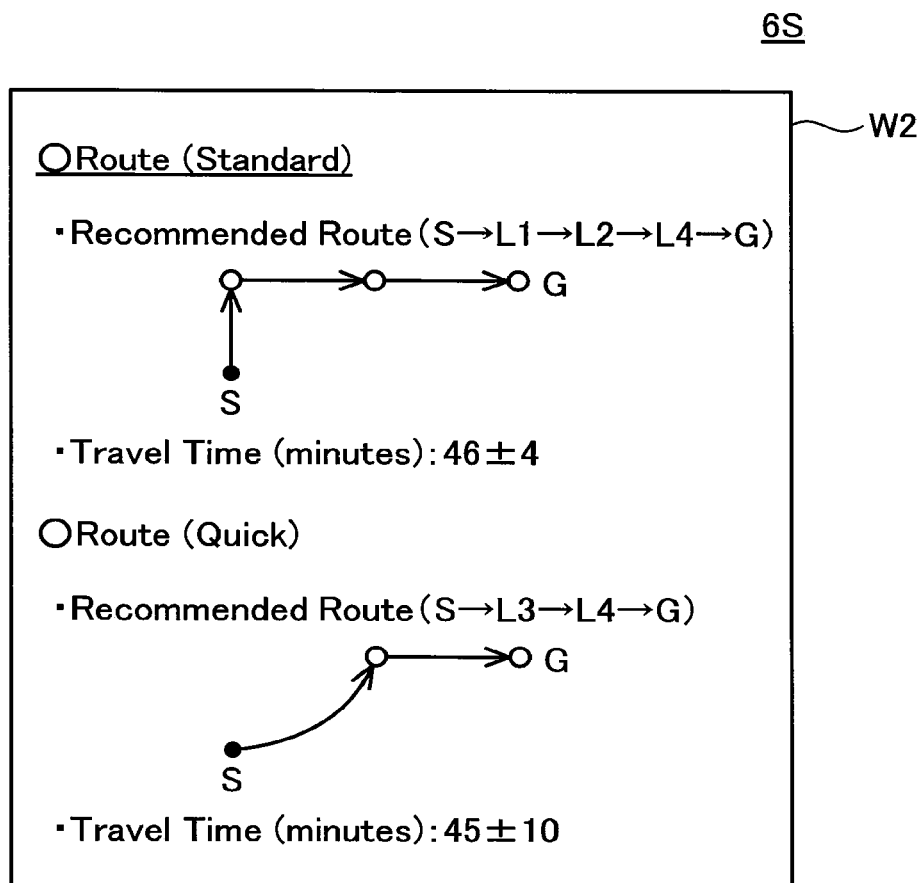 6S
W2
○Route (Standard)
・Recommended Route(S→L1→L2→L4→G)
G
S
・Travel Time (minutes):46±4
○Route (Quick)
・Recommended Route(S→L3→L4→G)
G
S
・Travel Time (minutes):45±10